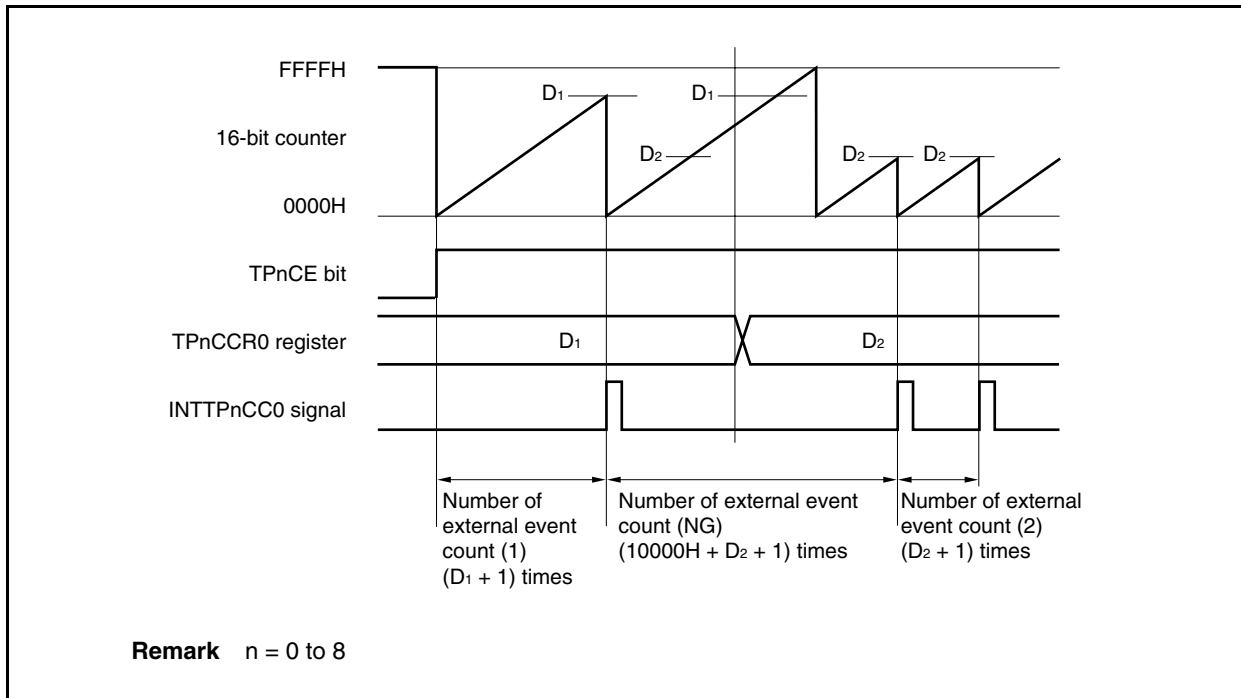 FFFFH
D1
D1
16-bit counter
D2
D2
D2
0000H
TPnCE bit
TPnCCR0 register
D1
D2
INTTPnCC0 signal
Number of
external event
count (1)
(D1 + 1) times
Number of external event
count (NG)
(10000H + D2 + 1) times
Number of external
event count (2)
(D2 + 1) times
Remark n = 0 to 8